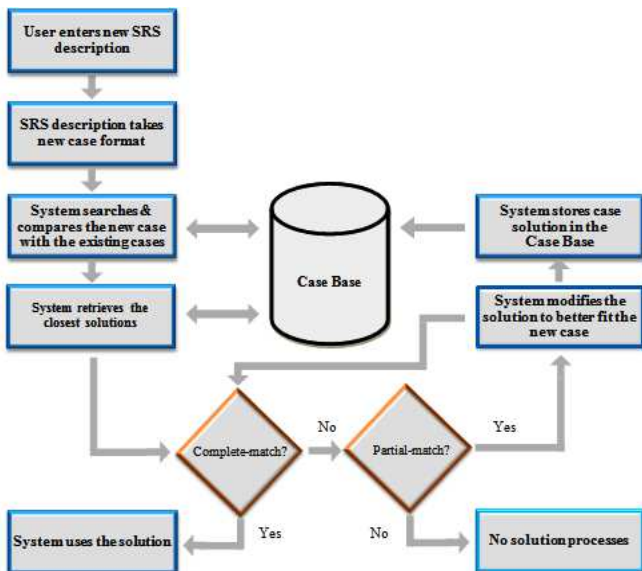 User enters new SRS
description
SRS description takes
new case format
System searches &
compares the new case
with the existing cases
System retrieves the
closest solutions
Case Base
System stores case
solution in the
Case Base
System modifies the
solution to better fit the
new case
Complete-match?
No
Partial-match?
Yes
System uses the solution
Yes
No
No solution processes